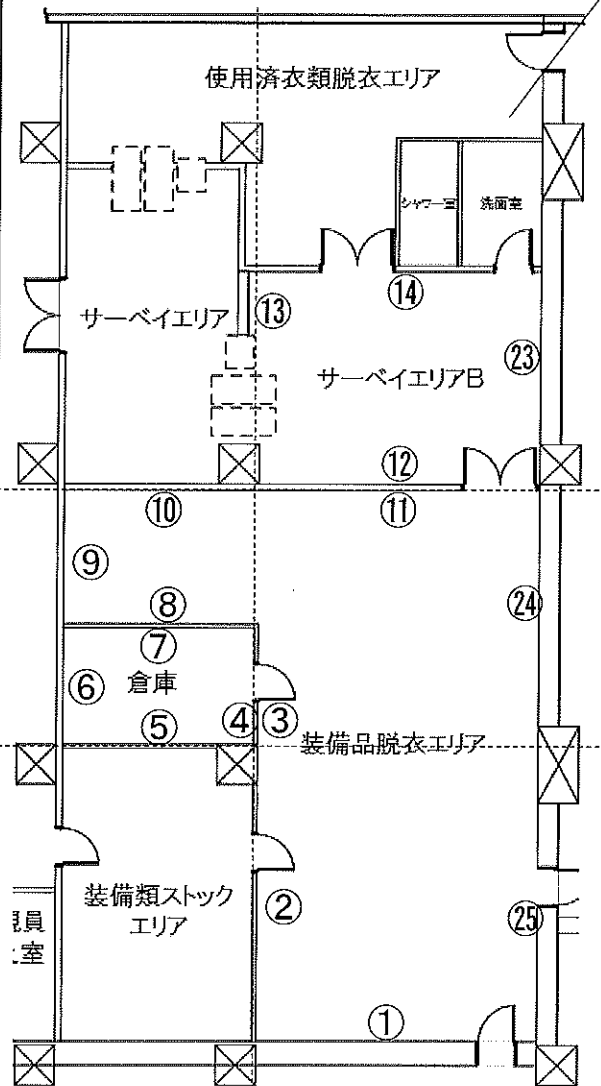 使用済衣類脱衣エリア
シャワー室
洗面室
⑭
⑬
サーベイエリア
サーベイエリアB
㉓
⑫
⑩
⑪
⑨
⑧
㉔
⑦
⑥
倉庫
⑤
④
③
装備品脱衣エリア
装備類ストック
エリア
②
㉕
員
室
①